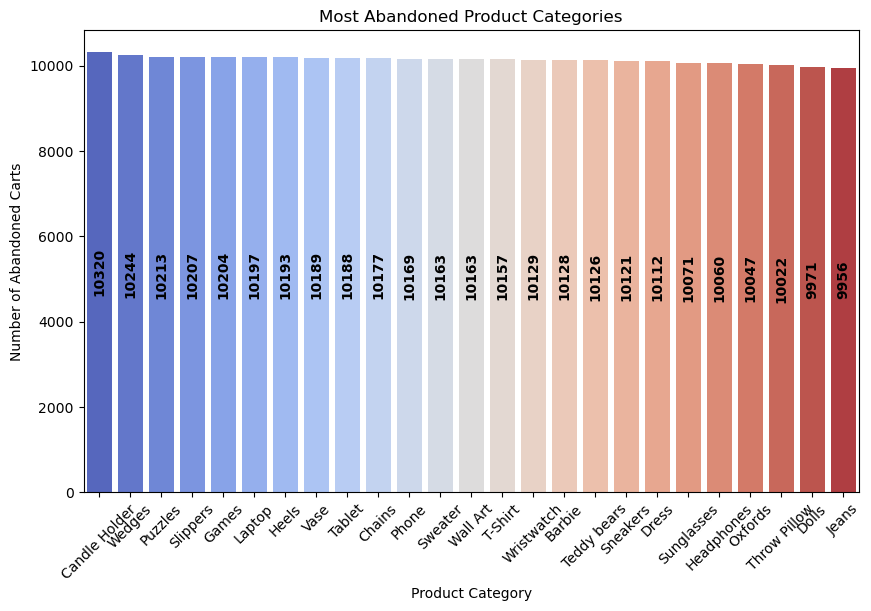 Most Abandoned Product Categories
Number of Abandoned Carts
10000
8000
6000
4000
2000
0
10320
10244
10213
10207
10204
10197
10193
10189
10188
10177
10169
10163
10163
10157
10129
10128
10126
10121
10112
10071
10060
10047
10022
9971
9956
Candle Holder
Wedges
Puzzles
Slippers
Games
Laptop
Heels
Vase
Tablet
Chains
Phone
Sweater
Wall Art
T-Shirt
Wristwatch
Barbie
Teddy bears
Sneakers
Dress
Sunglasses
Headphones
Oxfords
Throw Pillow
Dolls
Jeans
Product Category